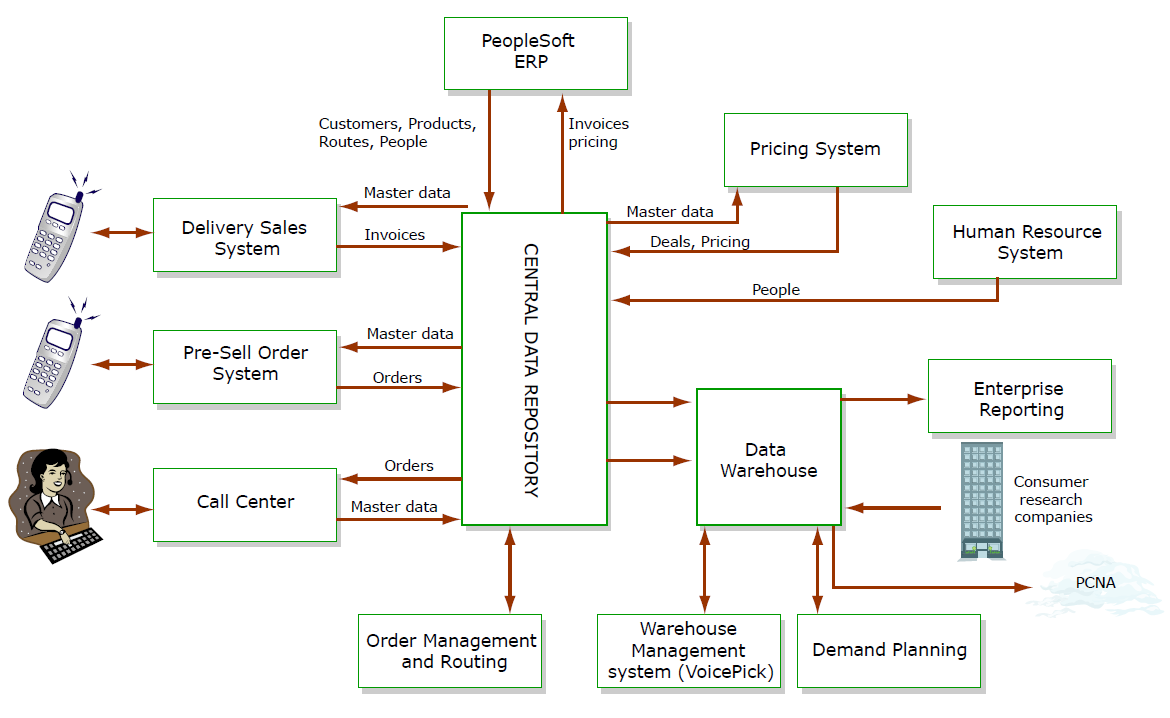 PeopleSoft
ERP
Customers, Products,
Routes, People
Invoices
pricing
Pricing System
Master data
Delivery Sales
System
Invoices
Master data
Deals, Pricing
Human Resource
System
People
CENTRAL DATA REPOSITORY
Pre-Sell Order
System
Master data
Orders
Enterprise
Reporting
Data
Warehouse
Call Center
Orders
Master data
Consumer
research
companies
PCNA
Order Management
and Routing
Warehouse
Management
system (VoicePick)
Demand Planning